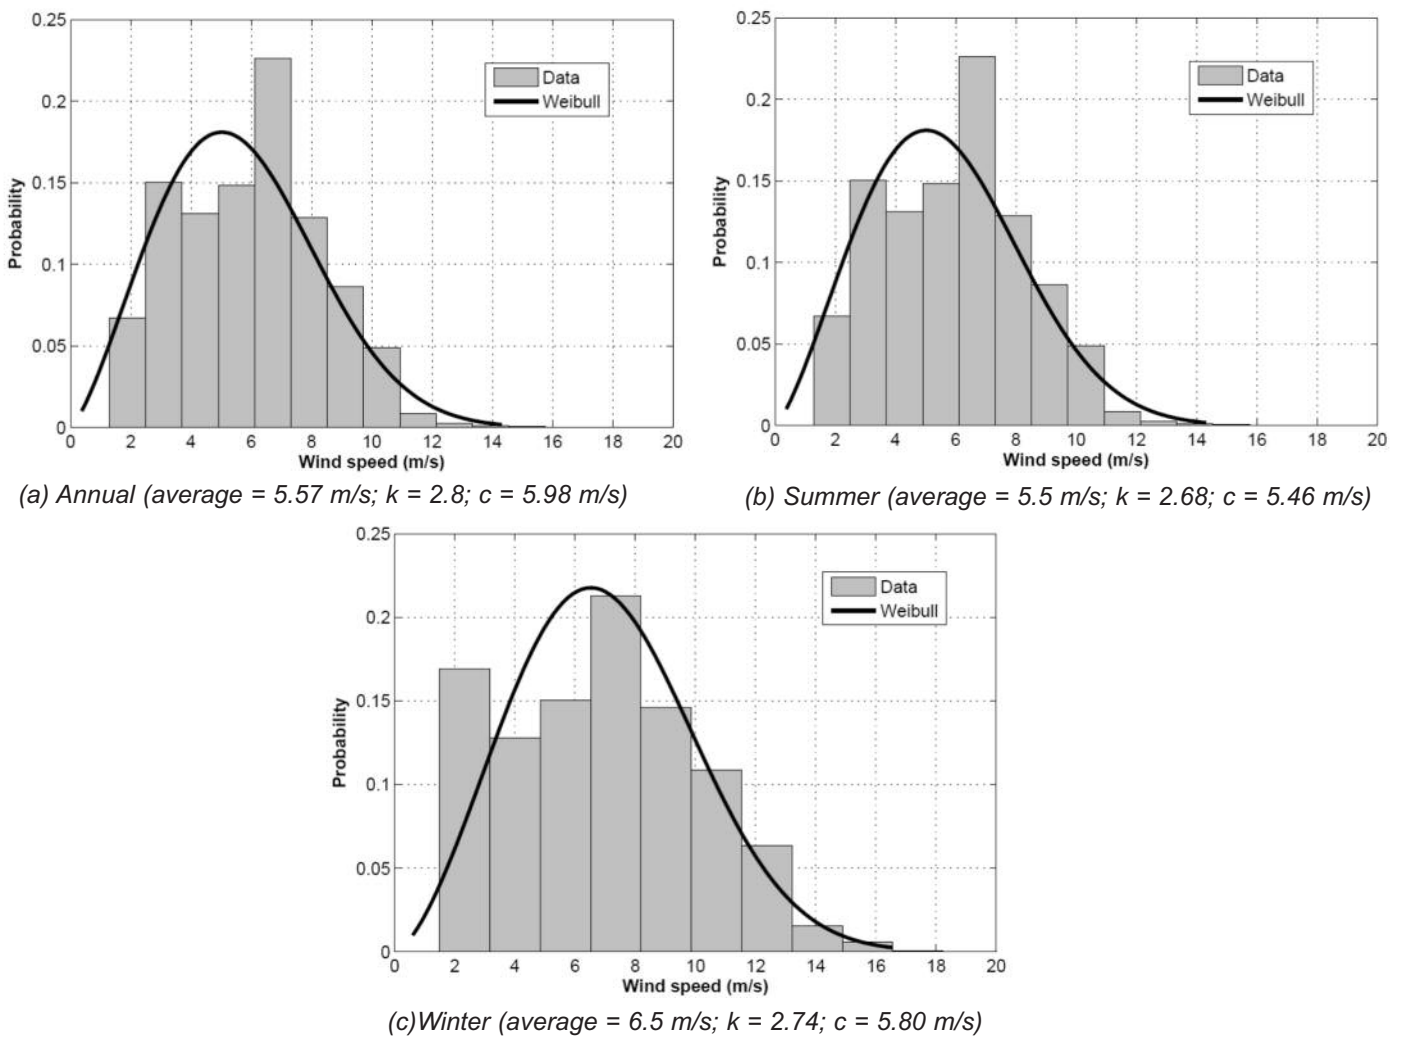 0.25
0.2
0.15
0.1
0.05
0
Probability
Data
Weibull
0 2 4 6 8 10 12 14 16 18 20
Wind speed (m/s)
(a) Annual (average = 5.57 m/s; k = 2.8; c = 5.98 m/s)
0.25
0.2
0.15
0.1
0.05
0
Probability
Data
Weibull
0 2 4 6 8 10 12 14 16 18 20
Wind speed (m/s)
(b) Summer (average = 5.5 m/s; k = 2.68; c = 5.46 m/s)
0.25
0.2
0.15
0.1
0.05
0
Probability
Data
Weibull
0 2 4 6 8 10 12 14 16 18 20
Wind speed (m/s)
(c)Winter (average = 6.5 m/s; k = 2.74; c = 5.80 m/s)